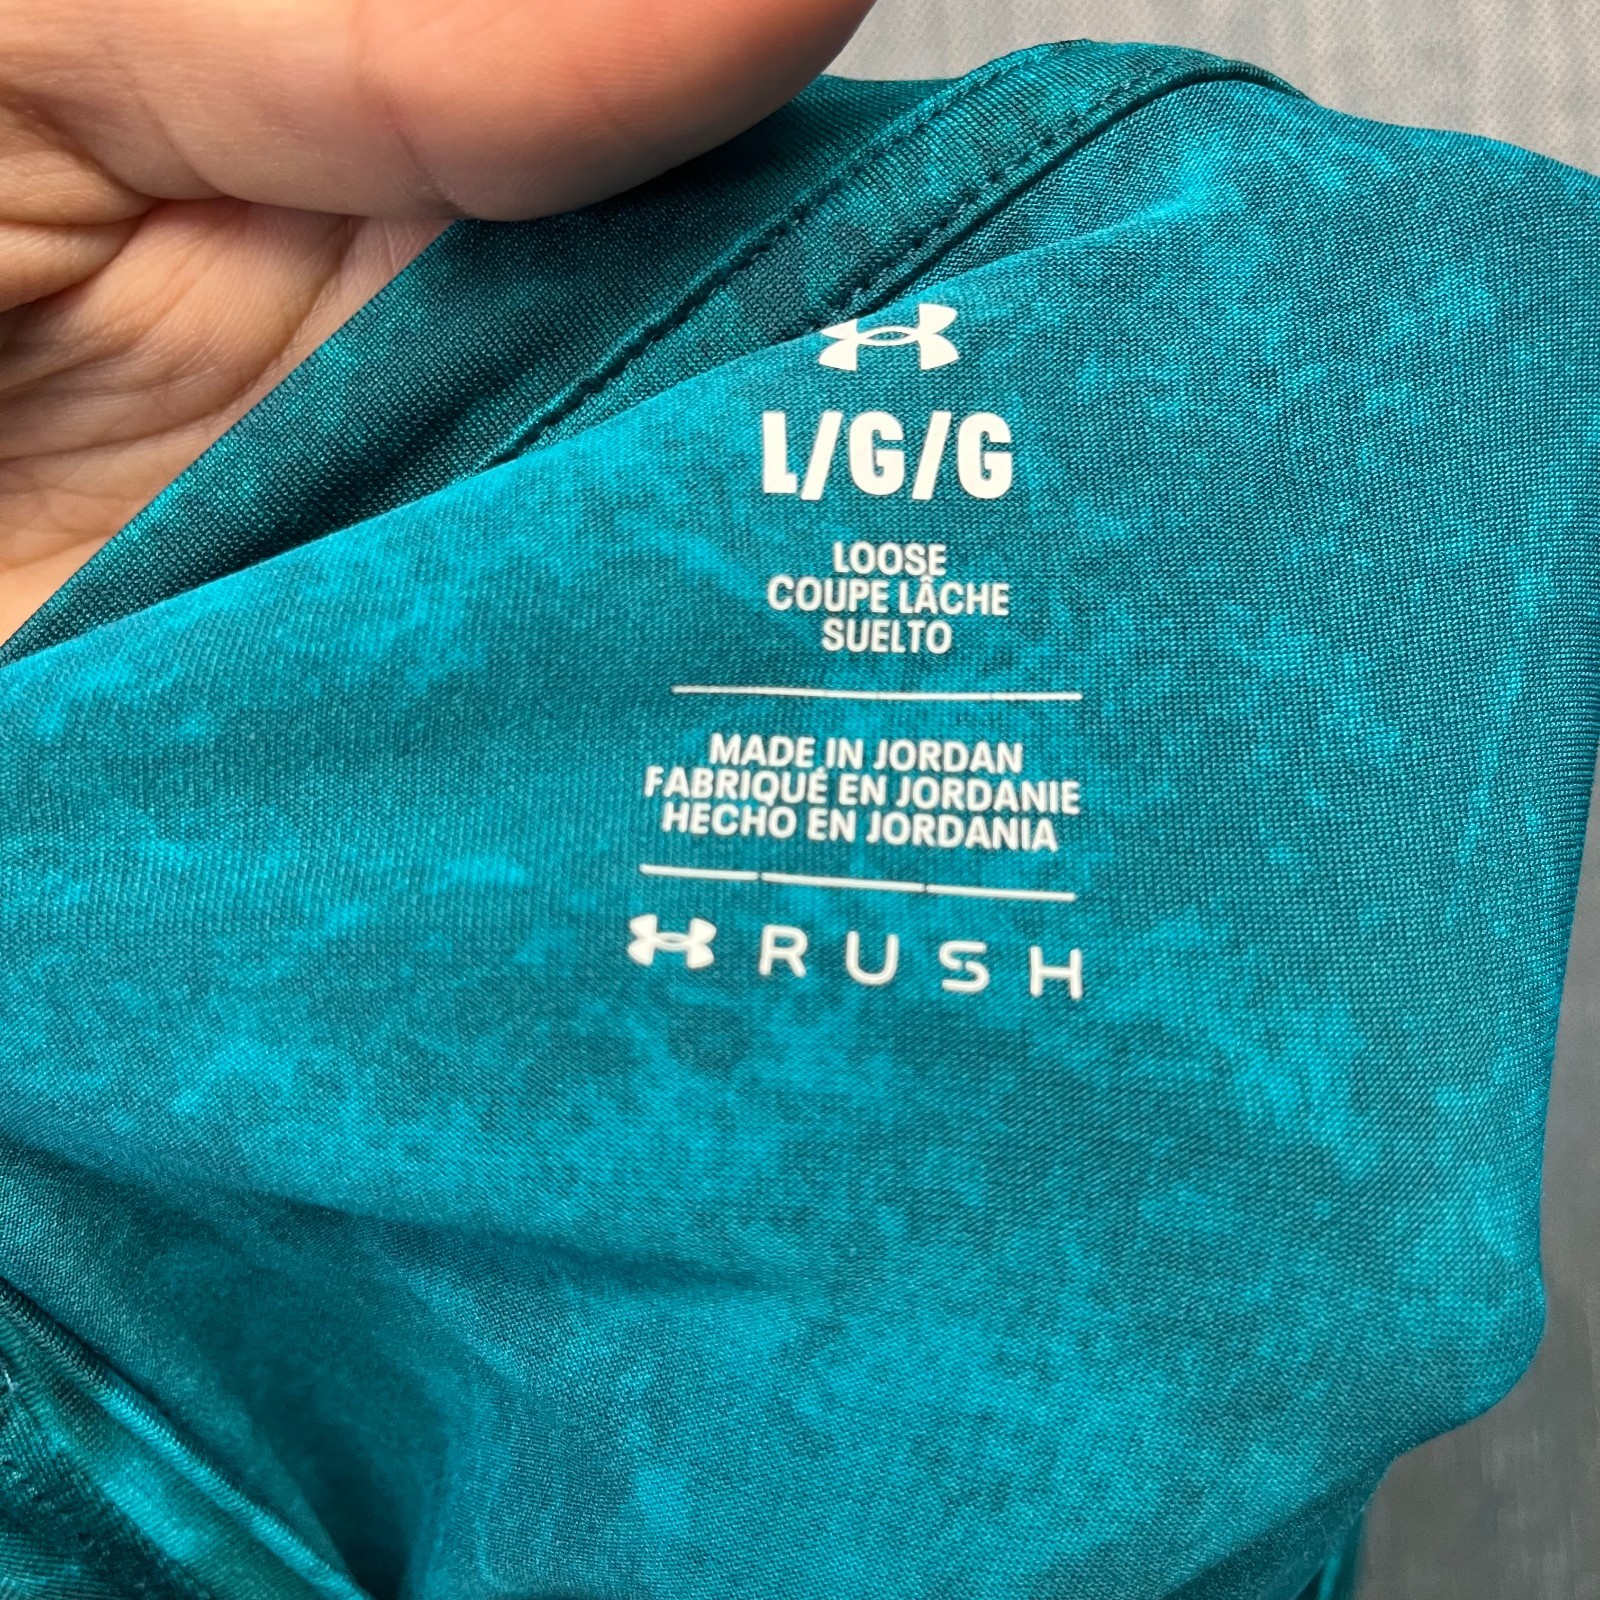 L/G/G
LOOSE
COUPE LÂCHE
SUELTO
MADE IN JORDAN
FABRIQUÉ EN JORDANIE
HECHO EN JORDANIA
RUSH